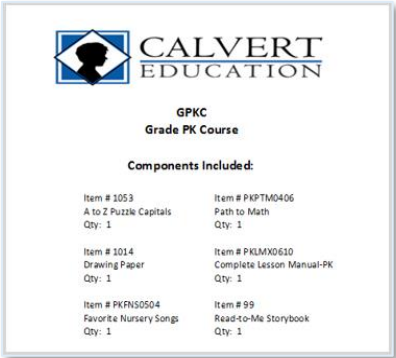 CALVERT
EDUCATION
GPKC
Grade PK Course
Components Included:
Item # 1053
A to Z Puzzle Capitals
Qty: 1
Item # PKPTM0406
Path to Math
Qty: 1
Item # 1014
Drawing Paper
Qty: 1
Item # PKLMX0610
Complete Lesson Manual-PK
Qty: 1
Item # PKFNS0504
Favorite Nursery Songs
Qty: 1
Item # 99
Read-to-Me Storybook
Qty: 1